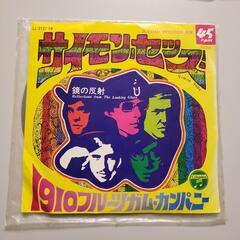 サイモン・セッズ
45
鏡の反射
Reflections from The Looking Glass
1910フルーツガム・カンパニー